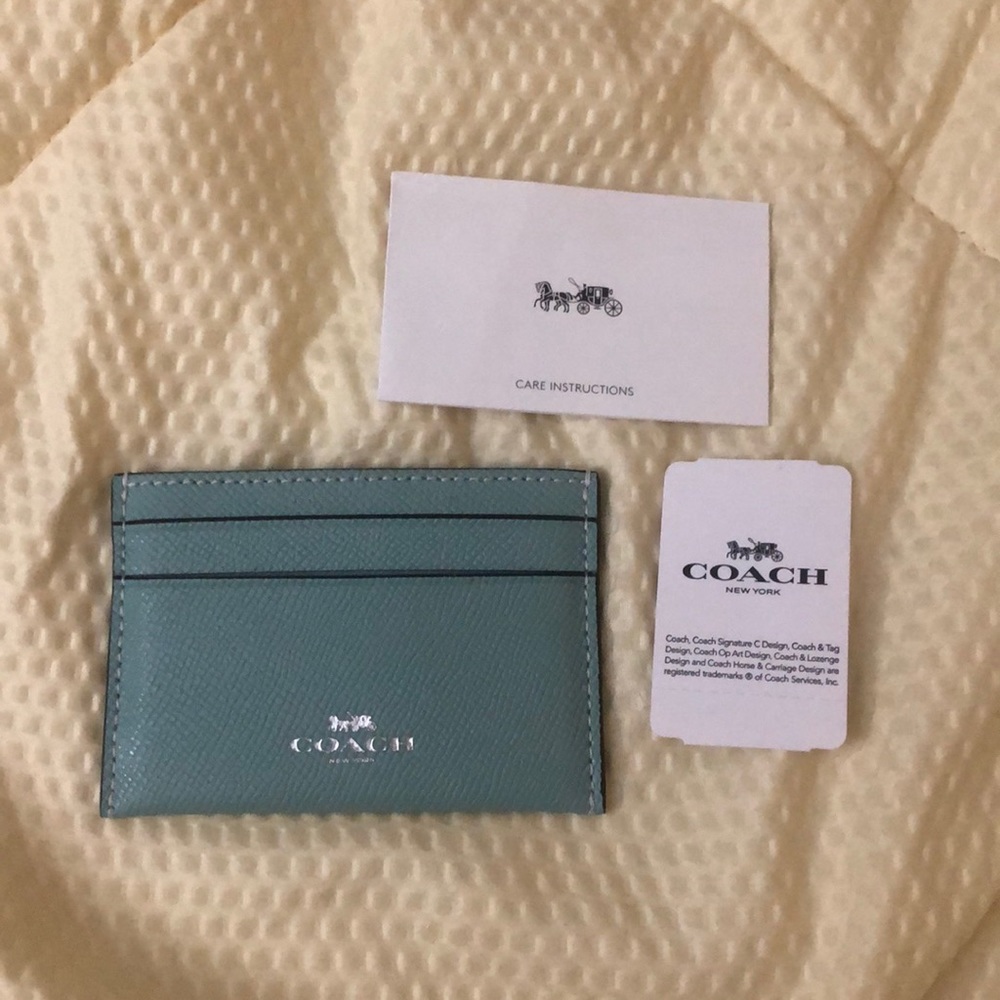 CARE INSTRUCTIONS
COACH
NEW YORK
Coach, Coach Signature C Design, Coach & Tag
Design, Coach Op Art Design, Coach & Lozenge
Design and Coach Horse & Carriage Design are
registered trademarks ® of Coach Services, Inc.
COACH
NEW YORK